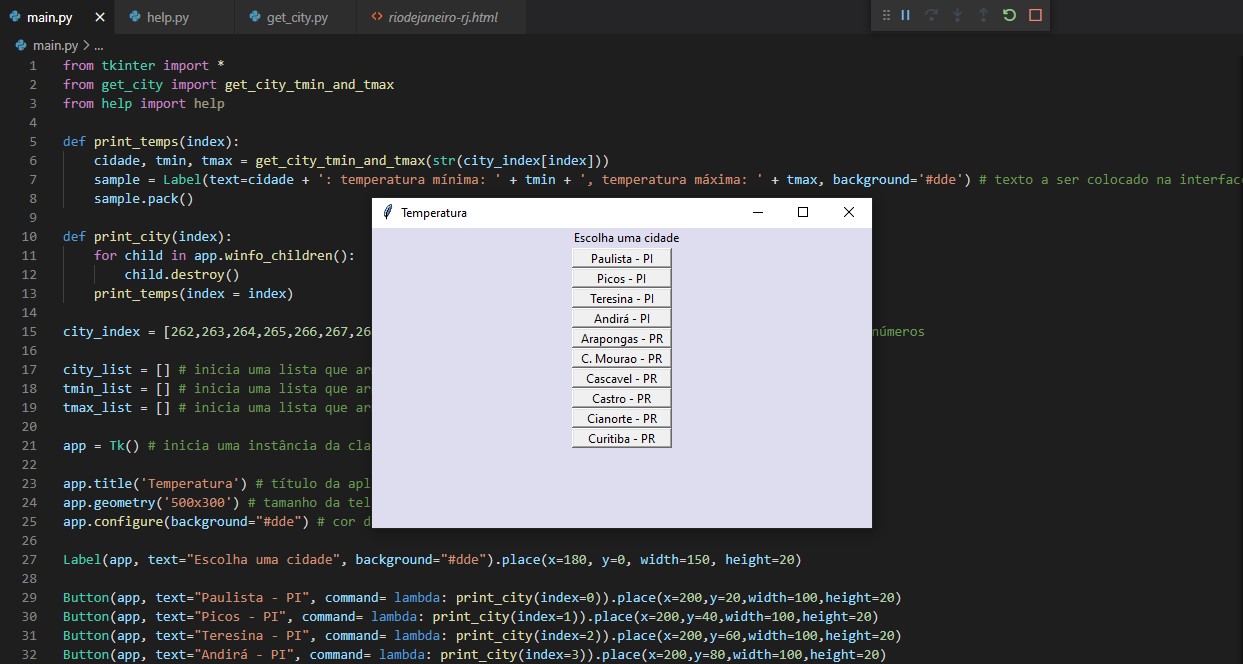 main.py help.py get_city.py riodejaneiro-rj.html
main.py > ...
1 from tkinter import *
2 from get_city import get_city_tmin_and_tmax
3 from help import help
4
5 def print_temps(index):
6 cidade, tmin, tmax = get_city_tmin_and_tmax(str(city_index[index]))
7 sample = Label(text=cidade + ': temperatura mínima: ' + tmin + ', temperatura máxima: ' + tmax, background='#dde') # texto a ser colocado na interfac
8 sample.pack()
9
10 def print_city(index):
11 for child in app.winfo_children():
12 child.destroy()
13 print_temps(index = index)
14
15 city_index = [262,263,264,265,266,267,26 números
16
17 city_list = [] # inicia uma lista que ar
18 tmin_list = [] # inicia uma lista que ar
19 tmax_list = [] # inicia uma lista que ar
20
21 app = Tk() # inicia uma instância da cla
22
23 app.title('Temperatura') # título da apl
24 app.geometry('500x300') # tamanho da tel
25 app.configure(background="#dde") # cor d
26
27 Label(app, text="Escolha uma cidade", background="#dde").place(x=180, y=0, width=150, height=20)
28
29 Button(app, text="Paulista - PI", command= lambda: print_city(index=0)).place(x=200,y=20,width=100,height=20)
30 Button(app, text="Picos - PI", command= lambda: print_city(index=1)).place(x=200,y=40,width=100,height=20)
31 Button(app, text="Teresina - PI", command= lambda: print_city(index=2)).place(x=200,y=60,width=100,height=20)
32 Button(app, text="Andirá - PI", command= lambda: print_city(index=3)).place(x=200,y=80,width=100,height=20)
Temperatura
Escolha uma cidade
Paulista - PI
Picos - PI
Teresina - PI
Andirá - PI
Arapongas - PR
C. Mourao - PR
Cascavel - PR
Castro - PR
Cianorte - PR
Curitiba - PR